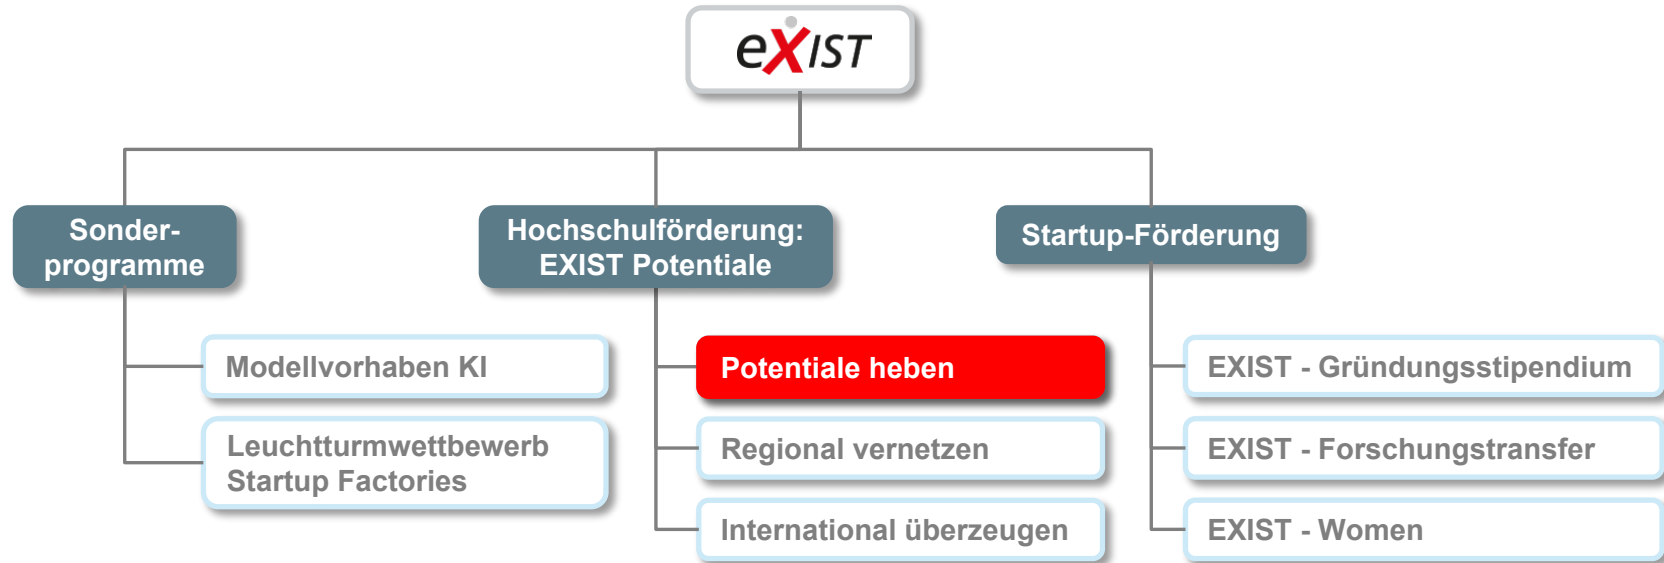 eXIST
Sonder-
programme
Hochschulförderung:
EXIST Potentiale
Startup-Förderung
Modellvorhaben KI
Leuchtturmwettbewerb
Startup Factories
Potentiale heben
Regional vernetzen
International überzeugen
EXIST - Gründungsstipendium
EXIST - Forschungstransfer
EXIST - Women